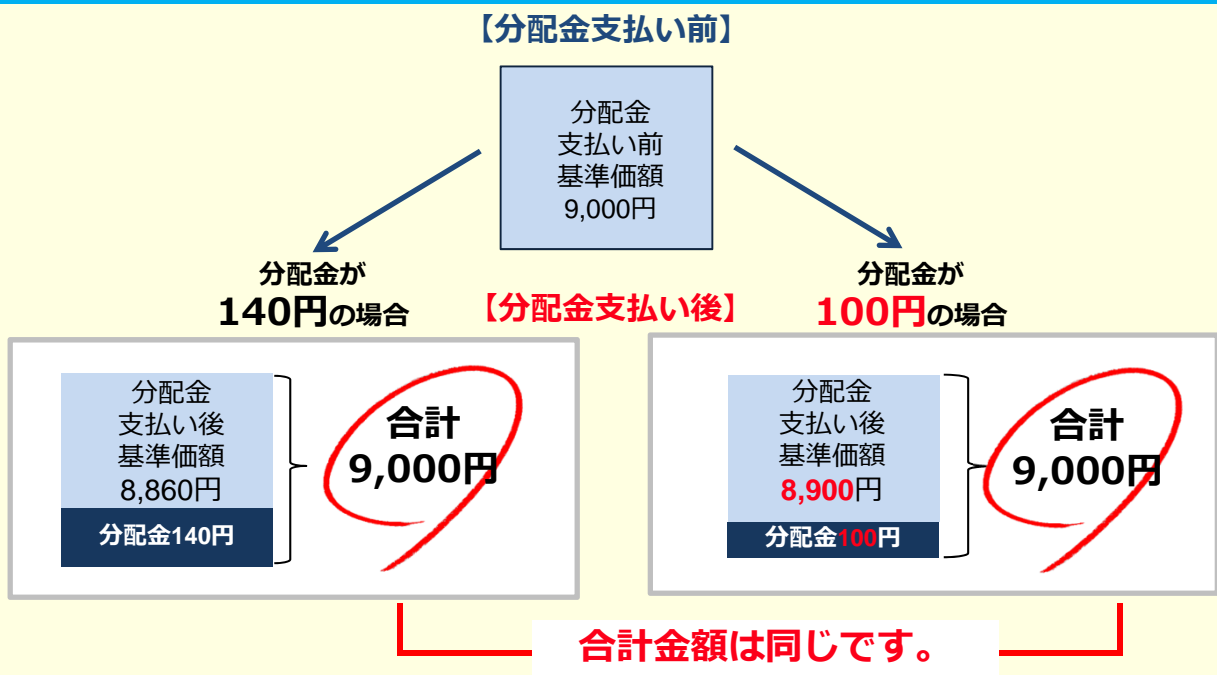 【分配金支払い前】
分配金
支払い前
基準価額
9,000円
分配金が
140円の場合
【分配金支払い後】
分配金が
100円の場合
分配金
支払い後
基準価額
8,860円
分配金140円
合計
9,000円
分配金
支払い後
基準価額
8,900円
分配金100円
合計
9,000円
合計金額は同じです。